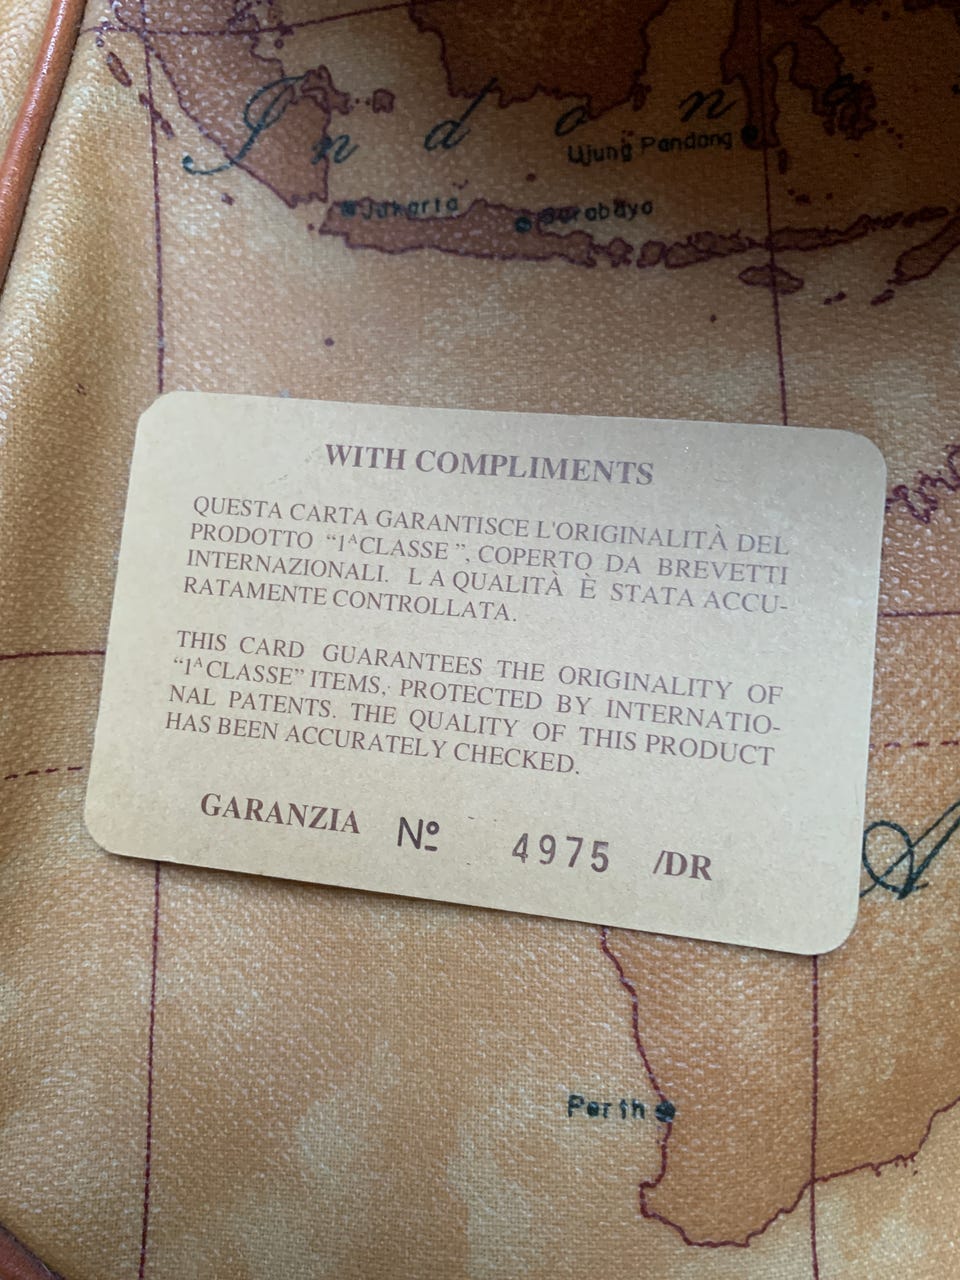 Indone
Ujung Pandang
Jakarta
Surabaya
WITH COMPLIMENTS
QUESTA CARTA GARANTISCE L'ORIGINALITÀ DEL
PRODOTTO “1ᴬCLASSE ”, COPERTO DA BREVETTI
INTERNAZIONALI. L A QUALITÀ È STATA ACCU-
RATAMENTE CONTROLLATA.
THIS CARD GUARANTEES THE ORIGINALITY OF
“1ᴬCLASSE” ITEMS, PROTECTED BY INTERNATIO-
NAL PATENTS. THE QUALITY OF THIS PRODUCT
HAS BEEN ACCURATELY CHECKED.
GARANZIA Nº 4975 /DR
A
Perth